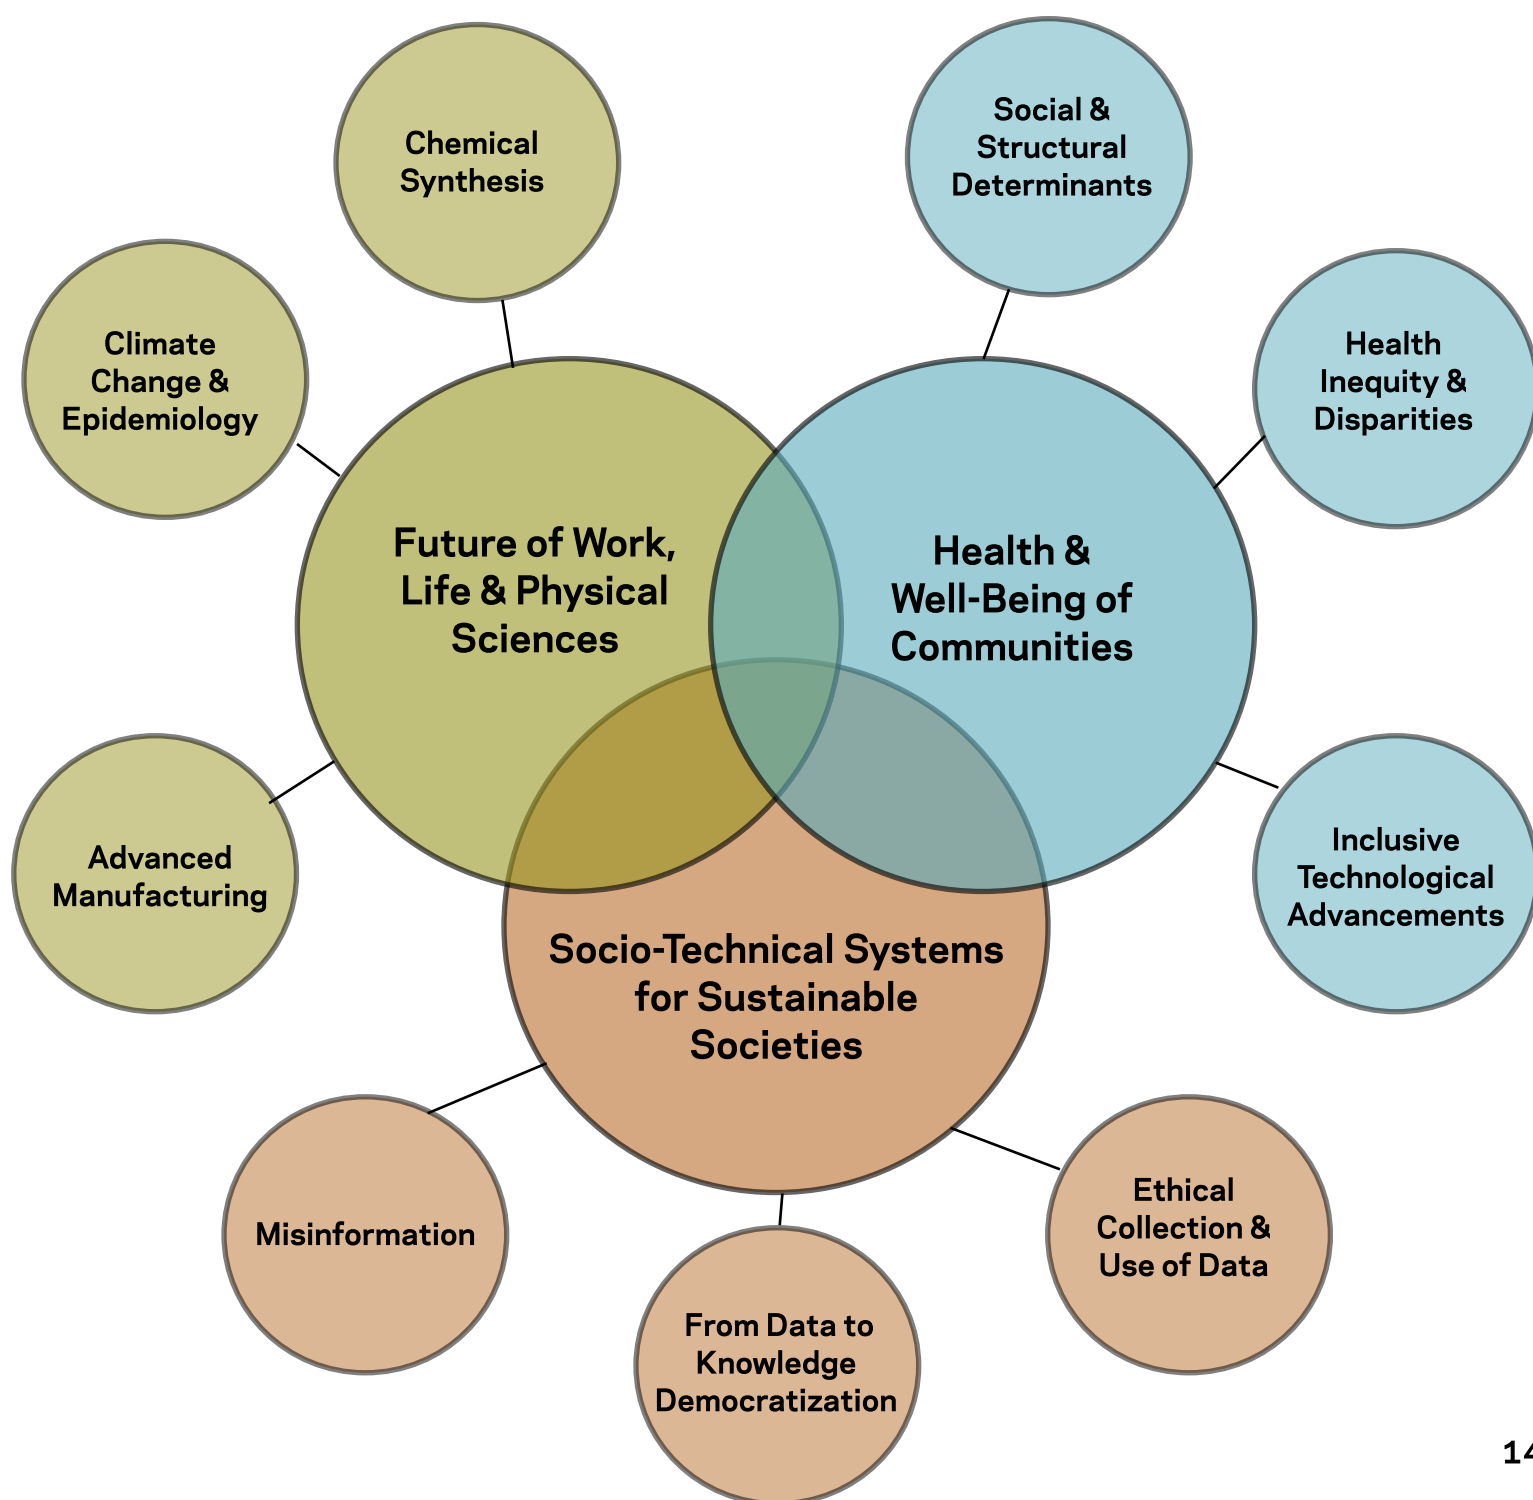 Chemical
Synthesis
Social &
Structural
Determinants
Climate
Change &
Epidemiology
Health
Inequity &
Disparities
Future of Work,
Life & Physical
Sciences
Health &
Well-Being of
Communities
Advanced
Manufacturing
Inclusive
Technological
Advancements
Socio-Technical Systems
for Sustainable
Societies
Misinformation
From Data to
Knowledge
Democratization
Ethical
Collection &
Use of Data
14